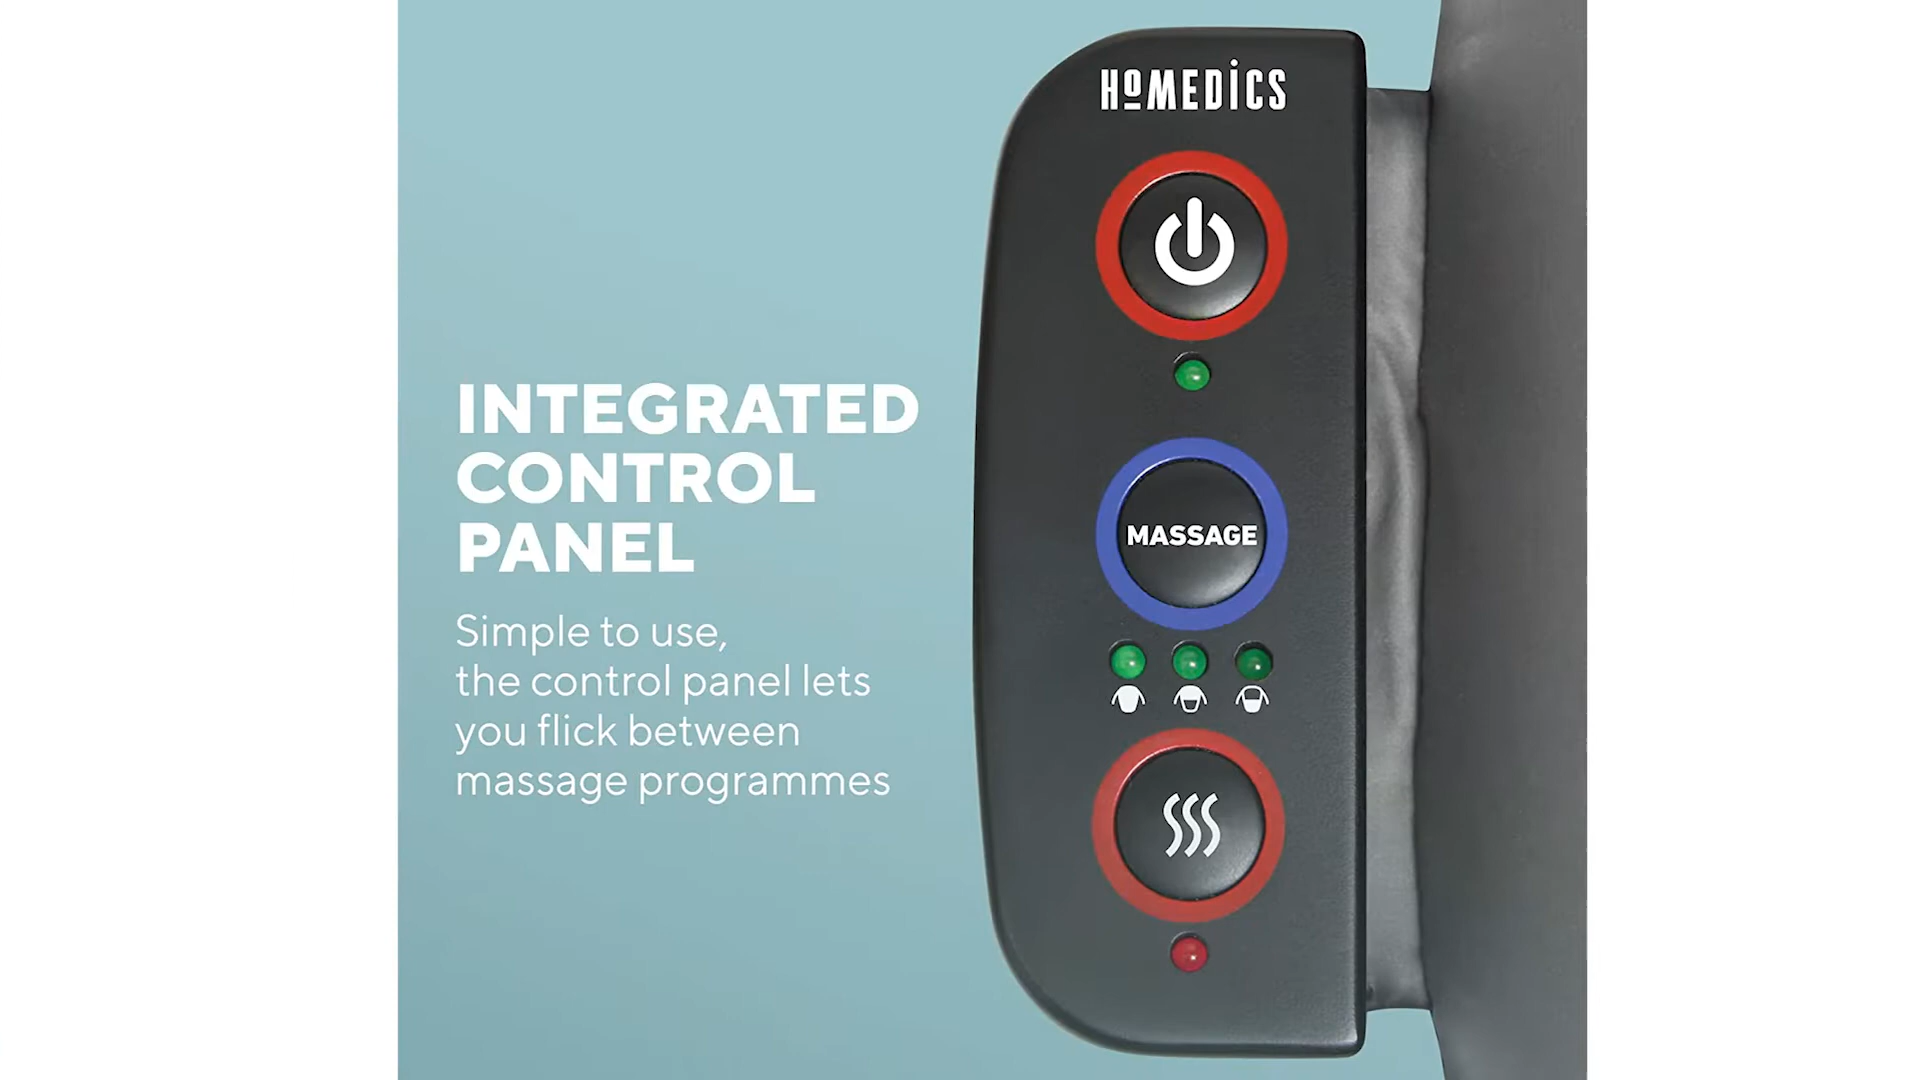 HOMEDICS
INTEGRATED
CONTROL
PANEL
Simple to use,
the control panel lets
you flick between
massage programmes
MASSAGE